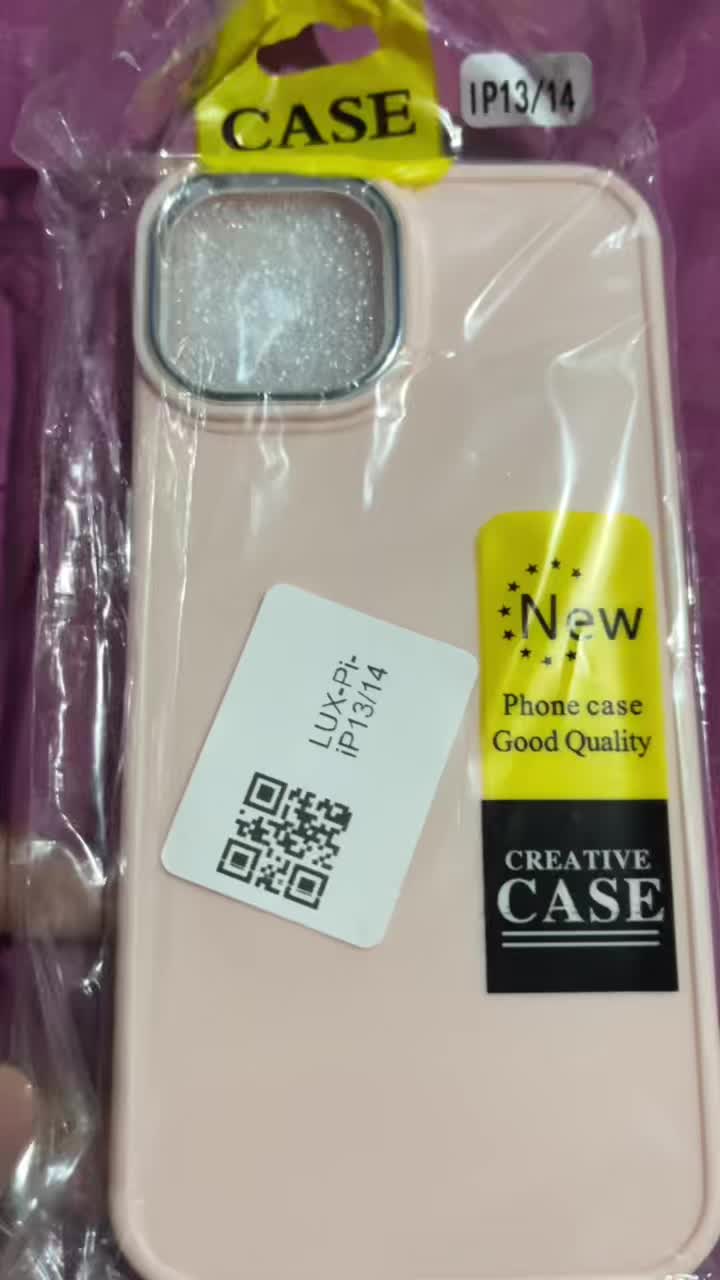 CASE
IP13/14
New
Phone case
Good Quality
LUX-Pi-
iP13/14
CREATIVE
CASE